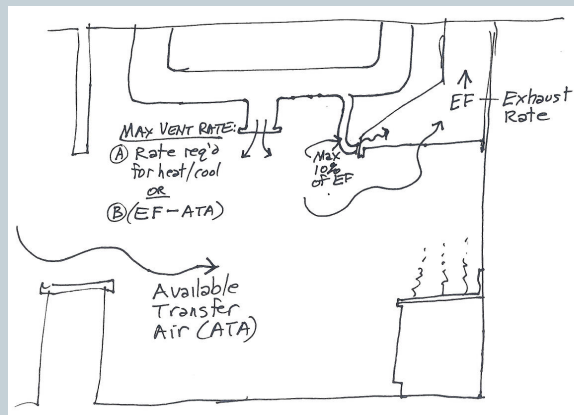 MAX VENT RATE:
Ⓐ Rate req'd
for heat/cool
OR
Ⓑ (EF-ATA)
Max
10%
of EF
EF
Exhaust
Rate
Available
Transfer
Air (ATA)